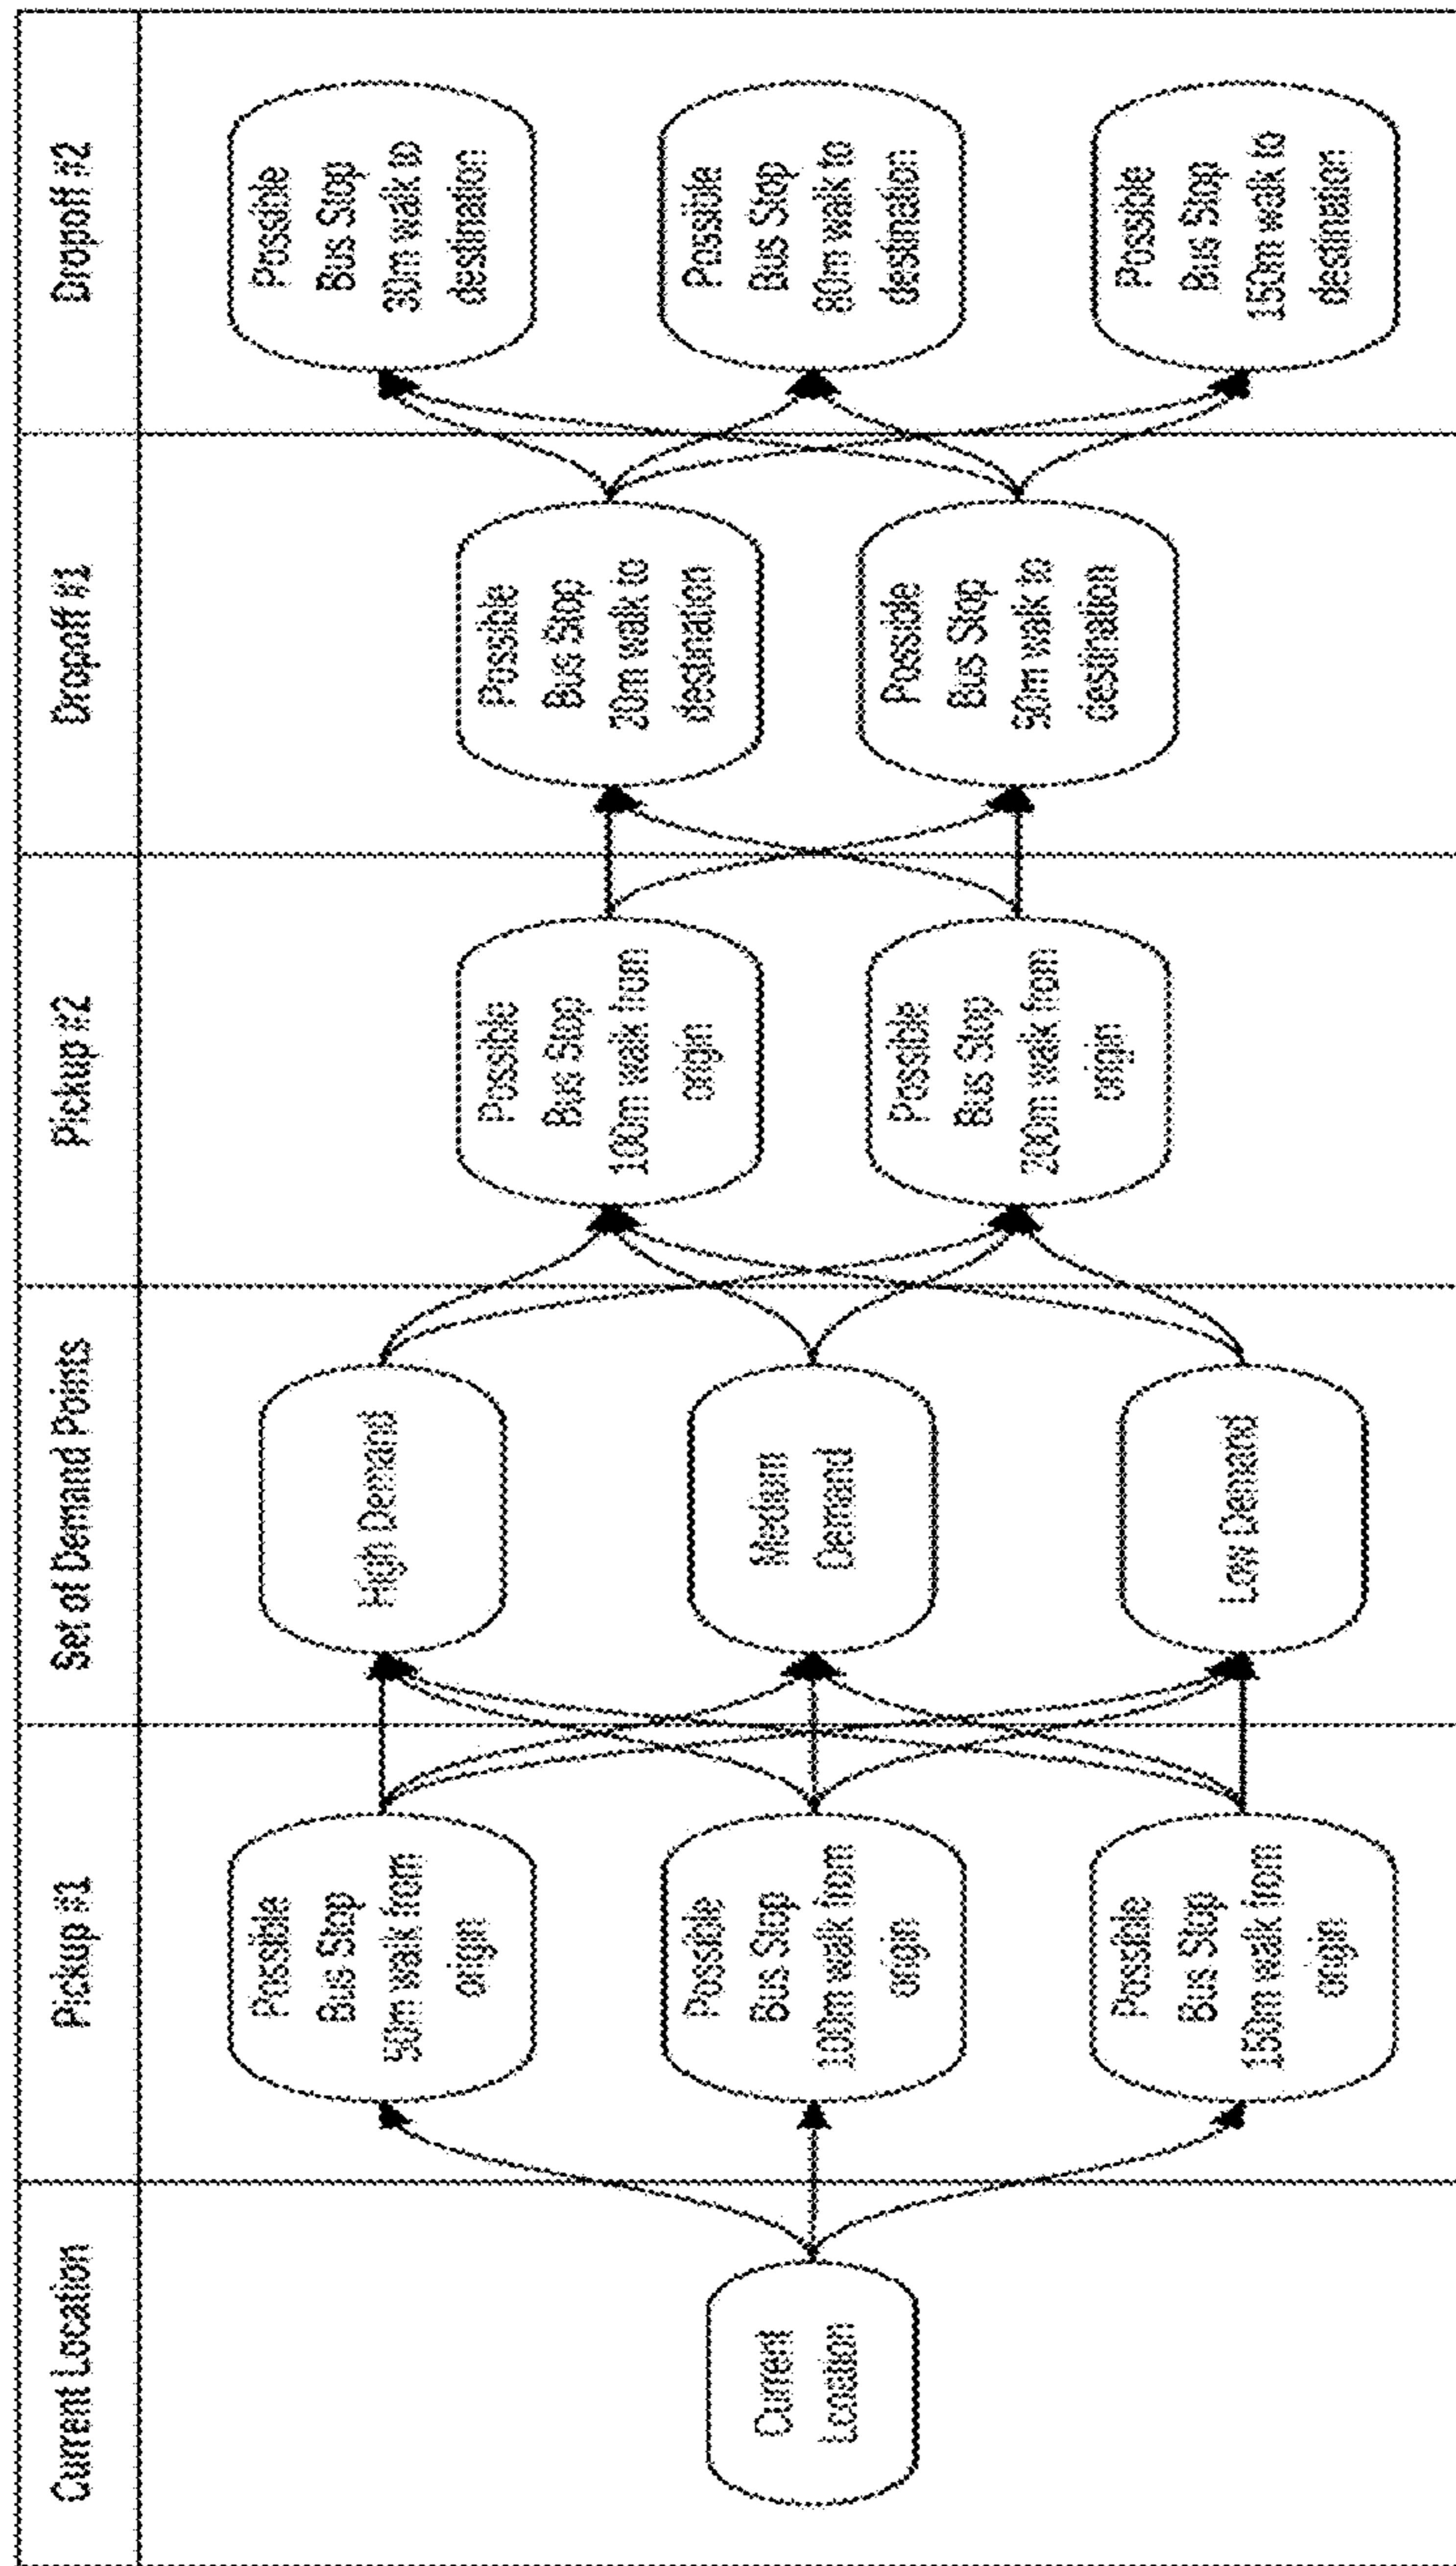 Current Location
Pickup #1
Set of Demand Points
Pickup #2
Dropoff #1
Dropoff #2
Current
Location
Possible
Bus Stop
50m walk from
origin
Possible
Bus Stop
100m walk from
origin
Possible
Bus Stop
150m walk from
origin
High Demand
Medium
Demand
Low Demand
Possible
Bus Stop
100m walk from
origin
Possible
Bus Stop
200m walk from
origin
Possible
Bus Stop
20m walk to
destination
Possible
Bus Stop
50m walk to
destination
Possible
Bus Stop
30m walk to
destination
Possible
Bus Stop
80m walk to
destination
Possible
Bus Stop
150m walk to
destination